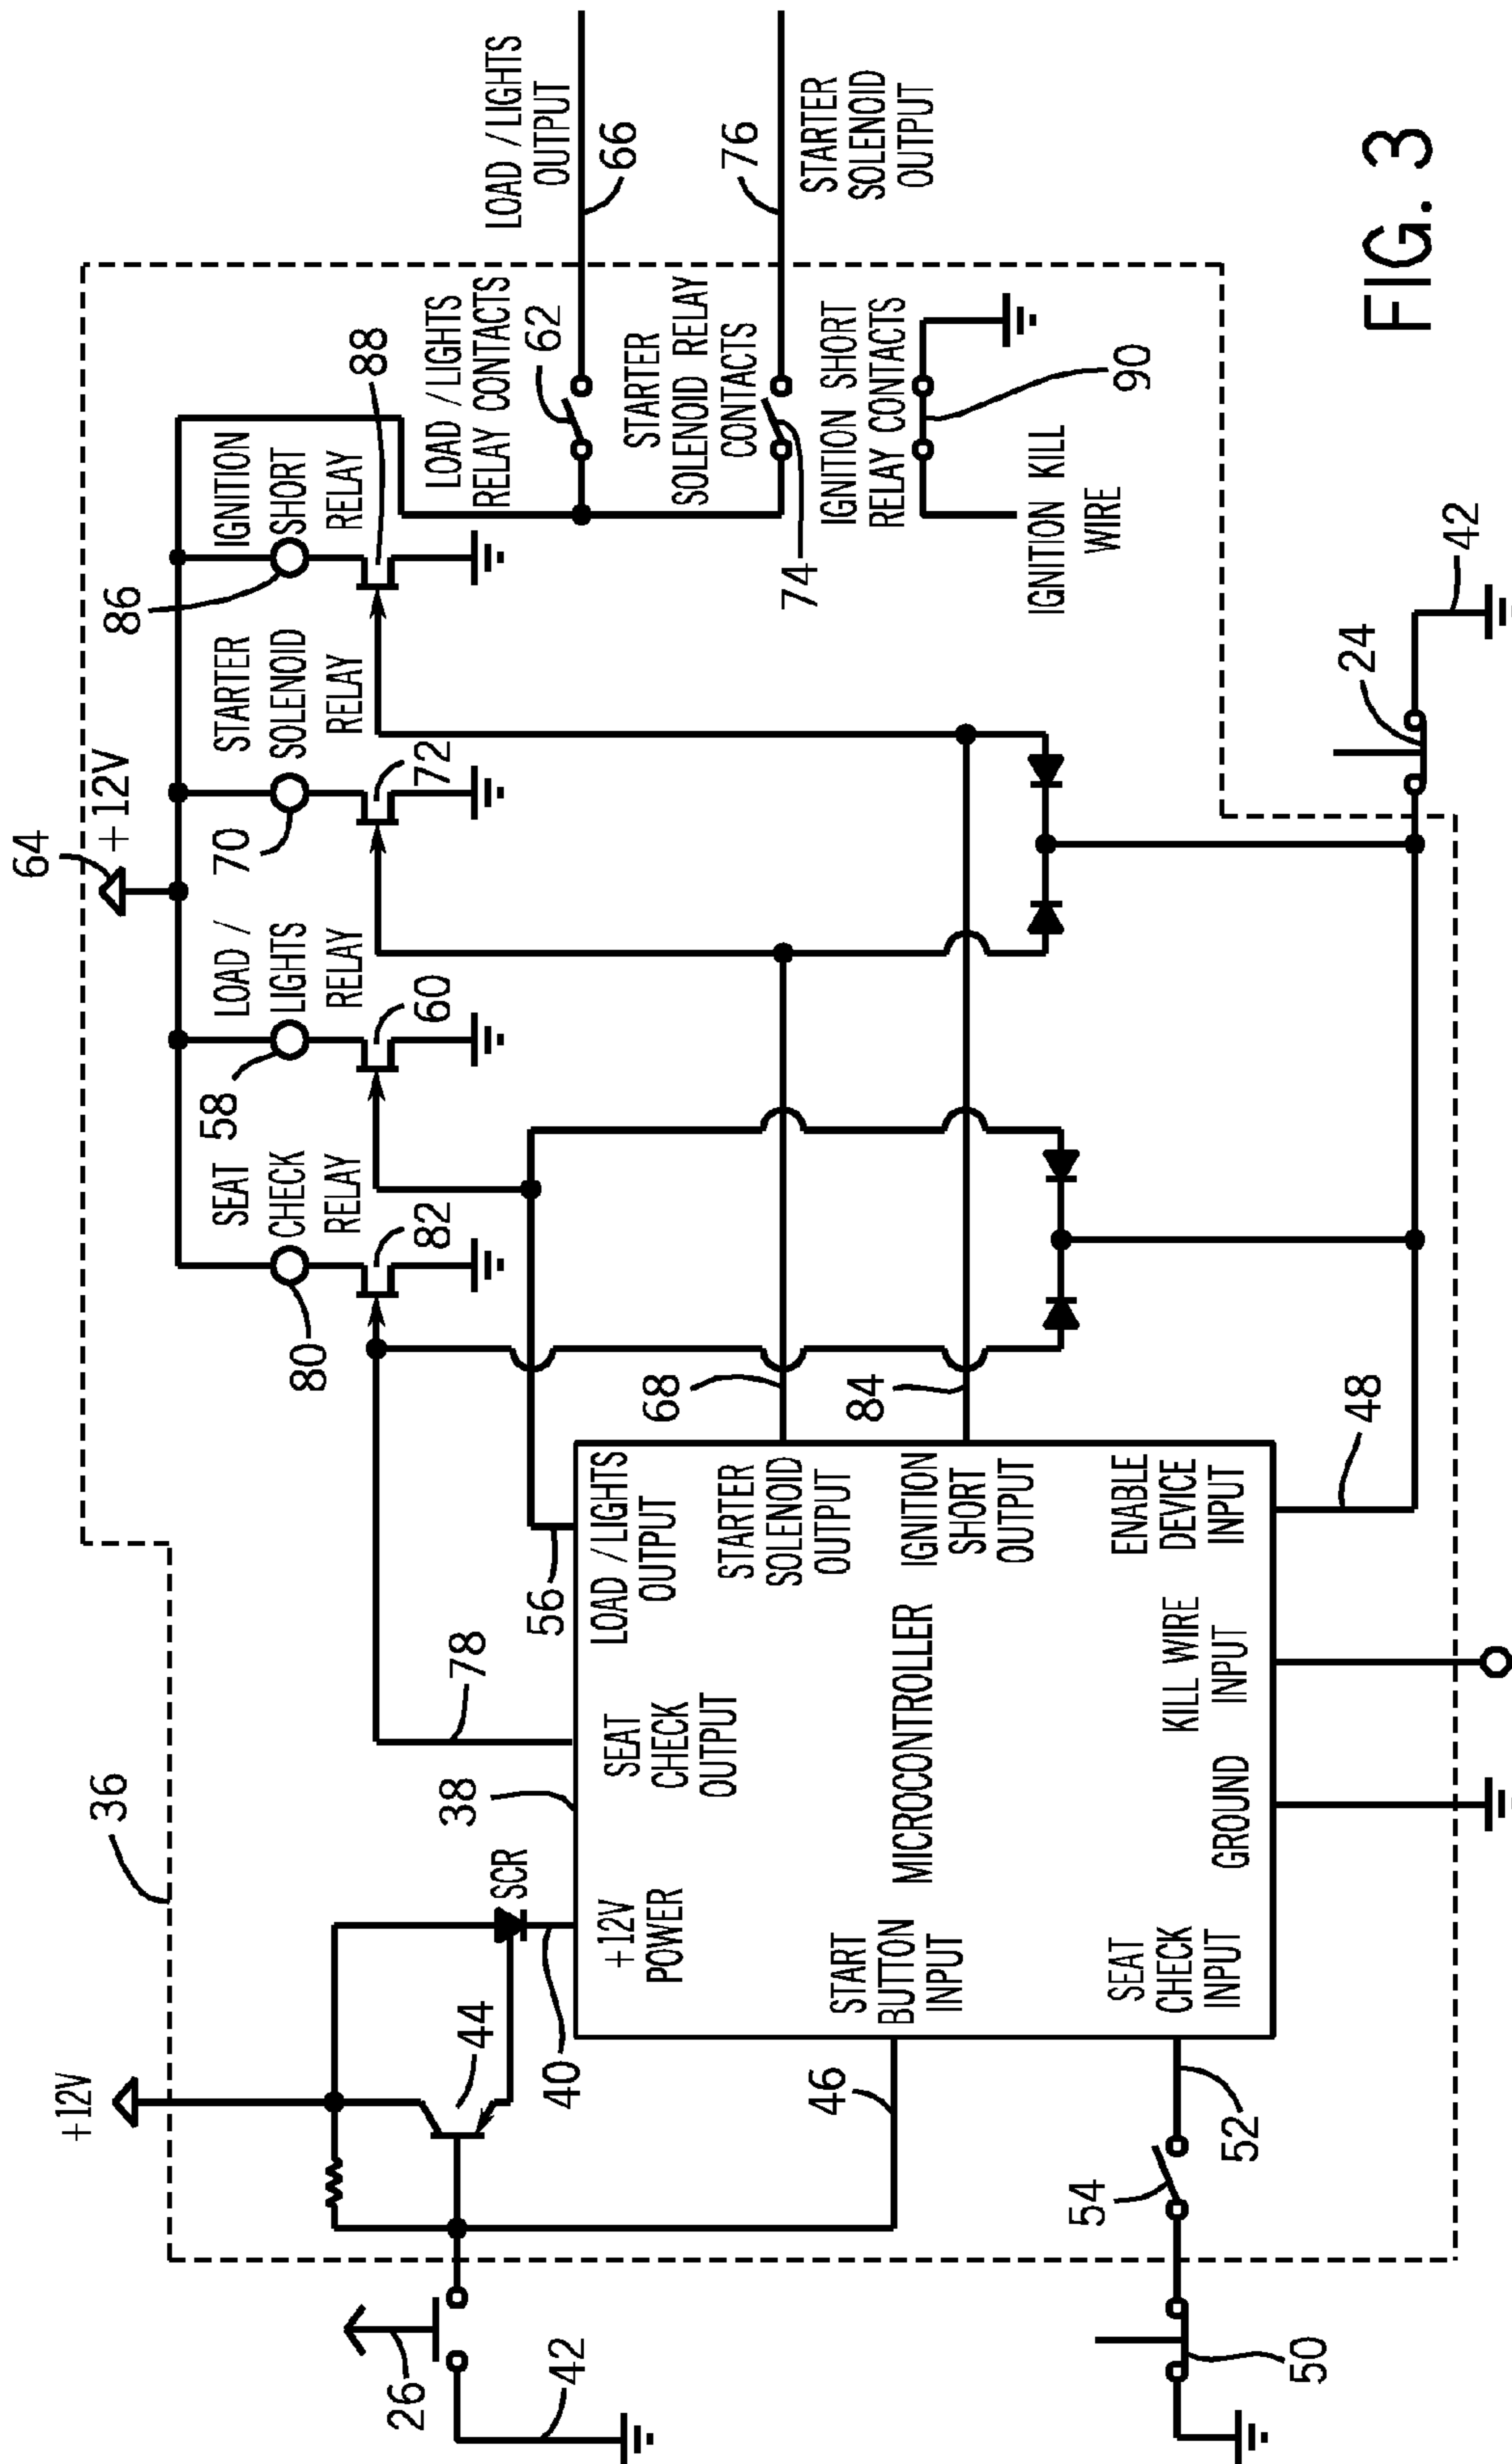 36
64
+12V
+12V
SEAT
CHECK
RELAY
LOAD /
LIGHTS
RELAY
STARTER
SOLENOID
RELAY
IGNITION
SHORT
RELAY
80
82
58
60
70
72
86
88
LOAD /LIGHTS
RELAY CONTACTS
62
LOAD /LIGHTS
OUTPUT
66
STARTER
SOLENOID RELAY
CONTACTS
74
76
STARTER
SOLENOID
OUTPUT
IGNITION SHORT
RELAY CONTACTS
90
IGNITION KILL
WIRE
26
42
44
SCR
40
38
78
56
68
84
46
+12V
POWER
SEAT
CHECK
OUTPUT
LOAD /LIGHTS
OUTPUT
STARTER
SOLENOID
OUTPUT
START
BUTTON
INPUT
MICROCONTROLLER
IGNITION
SHORT
OUTPUT
SEAT
CHECK
INPUT
GROUND
KILL WIRE
INPUT
ENABLE
DEVICE
INPUT
50
54
52
48
24
42
FIG. 3